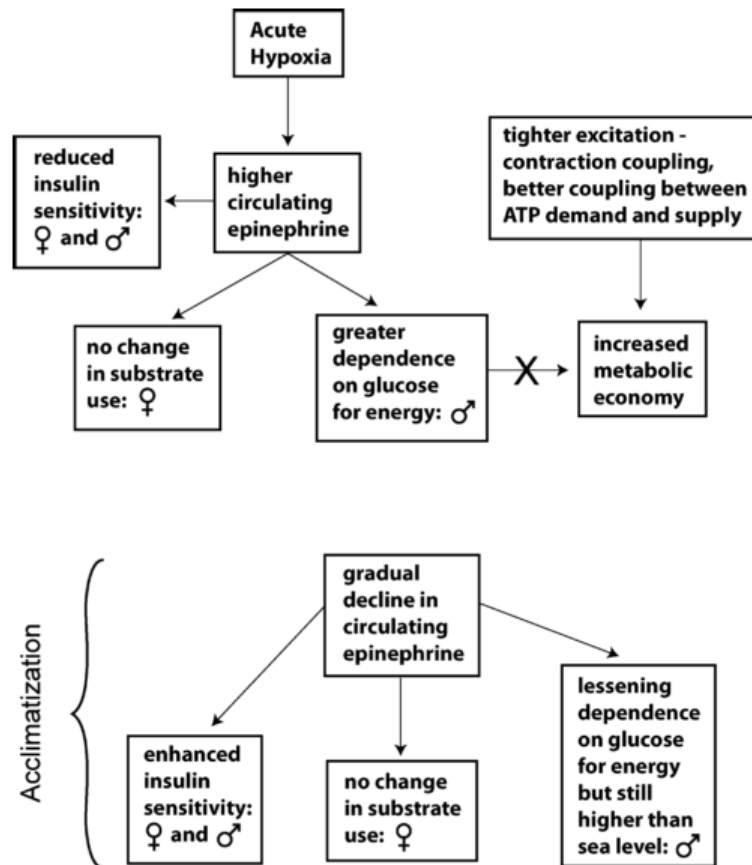 Acute
Hypoxia
reduced
insulin
sensitivity:
♀ and ♂
higher
circulating
epinephrine
tighter excitation -
contraction coupling,
better coupling between
ATP demand and supply
no change
in substrate
use: ♀
greater
dependence
on glucose
for energy: ♂
X
increased
metabolic
economy
Acclimatization
gradual
decline in
circulating
epinephrine
enhanced
insulin
sensitivity:
♀ and ♂
no change
in substrate
use: ♀
lessening
dependence
on glucose
for energy
but still
higher than
sea level: ♂